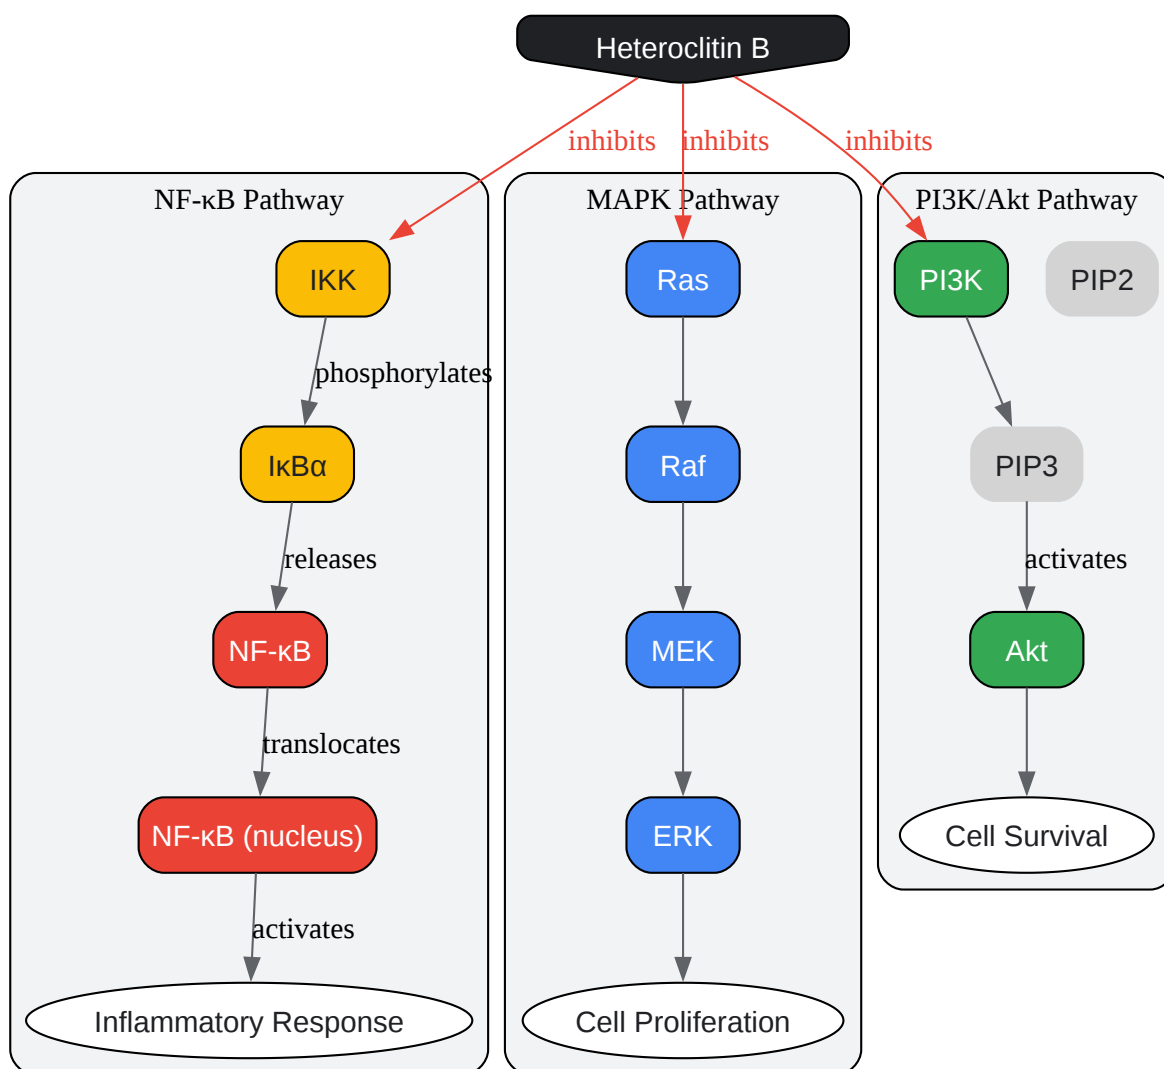 Heteroclitin B
inhibits
inhibits
inhibits
NF-κB Pathway
IKK
phosphorylates
IκBα
releases
NF-κB
translocates
NF-κB (nucleus)
activates
Inflammatory Response
MAPK Pathway
Ras
Raf
MEK
ERK
Cell Proliferation
PI3K/Akt Pathway
PI3K
PIP2
PIP3
activates
Akt
Cell Survival